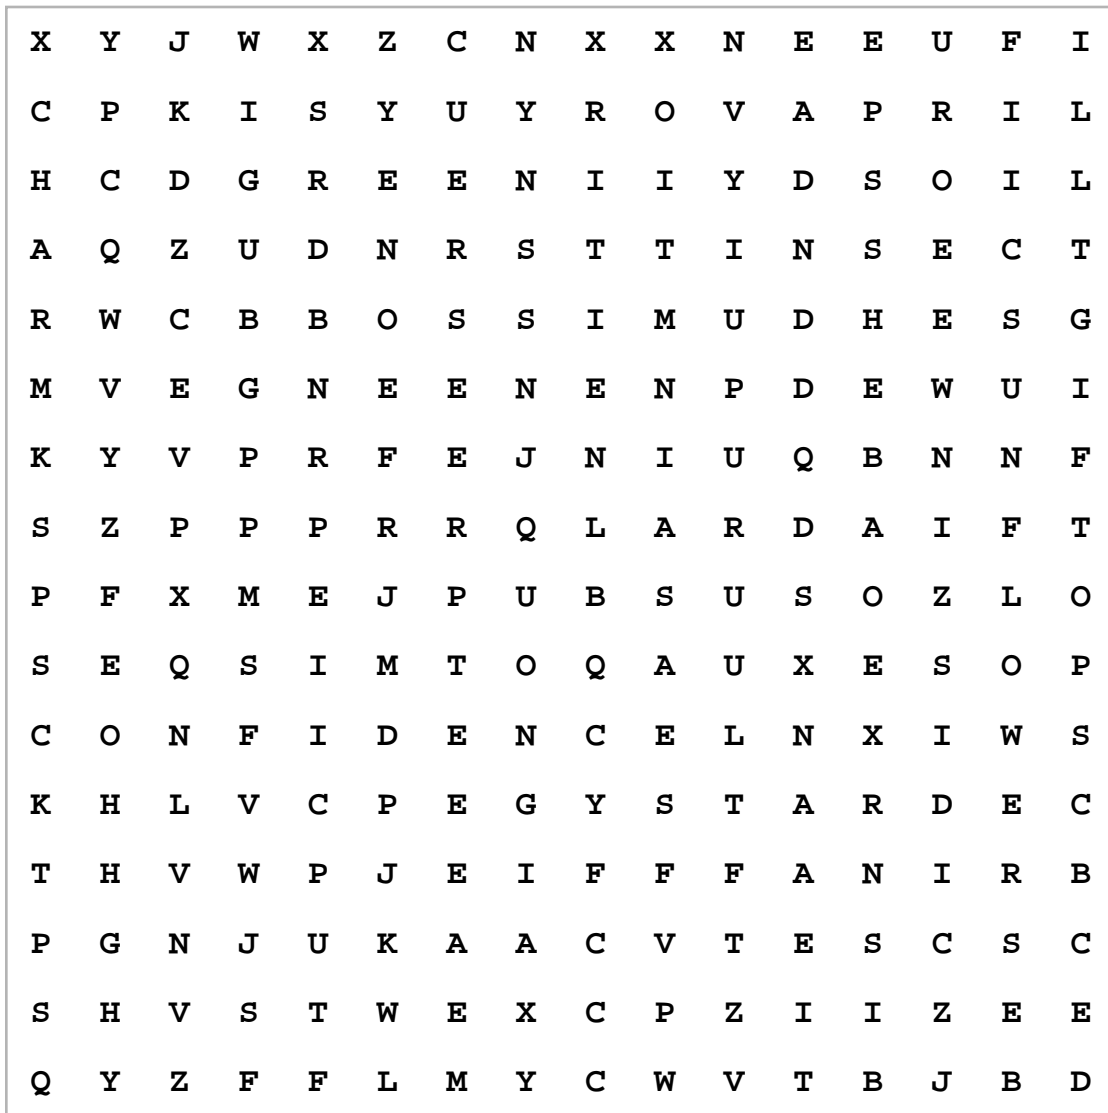 X Y J W X Z C N X X N E E U F I
C P K I S Y U Y R O V A P R I L
H C D G R E E N I I Y D S O I L
A Q Z U D N R S T T I N S E C T
R W C B B O S S I M U D H E S G
M V E G N E E N E N P D E W U I
K Y V P R F E J N I U Q B N N F
S Z P P P R R Q L A R D A I F T
P F X M E J P U B S U S O Z L O
S E Q S I M T O Q A U X E S O P
C O N F I D E N C E L N X I W S
K H L V C P E G Y S T A R D E C
T H V W P J E I F F F A N I R B
P G N J U K A A C V T E S C S C
S H V S T W E X C P Z I I Z E E
Q Y Z F F L M Y C W V T B J B D